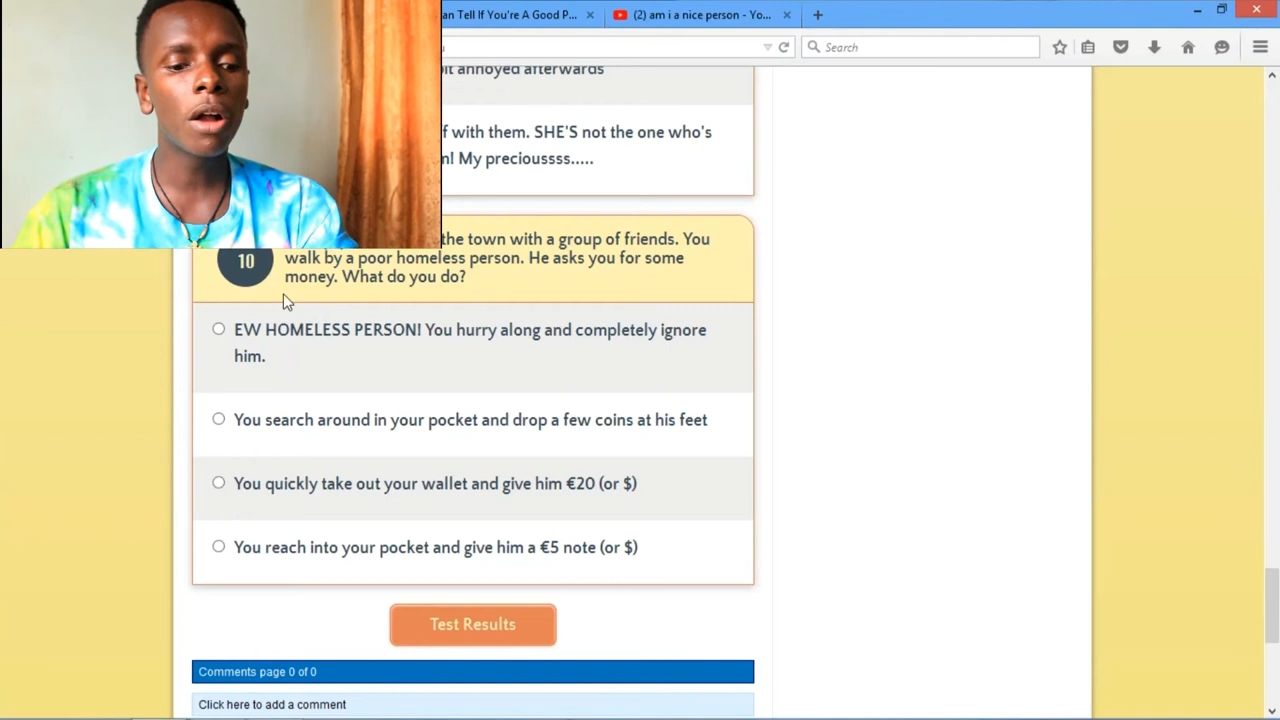 an Tell If You're A Good P...
(2) am i a nice person - Yo...
Search
bit annoyed afterwards
f with them. SHE'S not the one who's
n! My precioussss.....
10
the town with a group of friends. You
walk by a poor homeless person. He asks you for some
money. What do you do?
EW HOMELESS PERSON! You hurry along and completely ignore
him.
You search around in your pocket and drop a few coins at his feet
You quickly take out your wallet and give him €20 (or $)
You reach into your pocket and give him a €5 note (or $)
Test Results
Comments page 0 of 0
Click here to add a comment